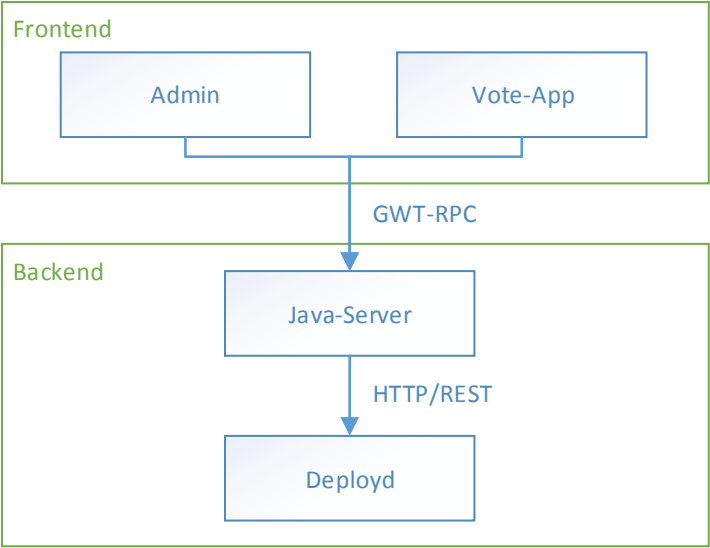 Frontend
Admin
Vote-App
GWT-RPC
Backend
Java-Server
HTTP/REST
Deployd